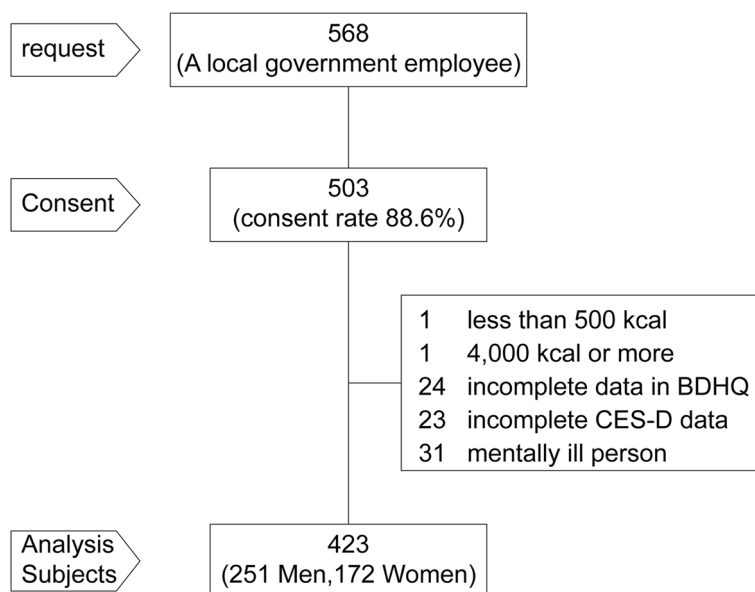 request
568
(A local government employee)
Consent
503
(consent rate 88.6%)
1 less than 500 kcal
1 4,000 kcal or more
24 incomplete data in BDHQ
23 incomplete CES-D data
31 mentally ill person
Analysis
Subjects
423
(251 Men,172 Women)